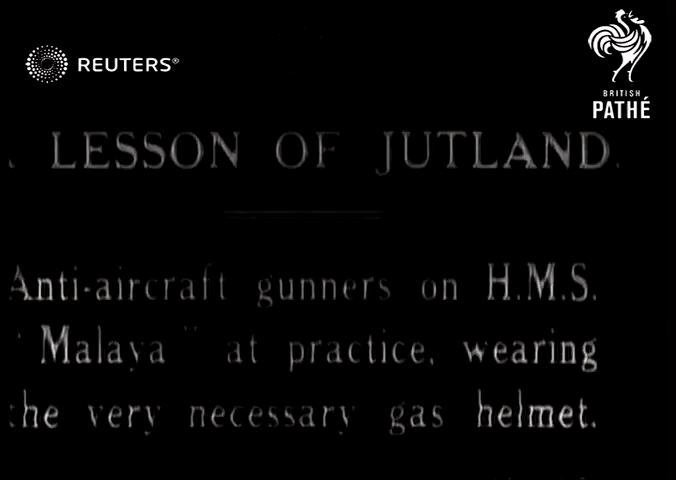 REUTERS®
BRITISH
PATHÉ
LESSON OF JUTLAND.
Anti-aircraft gunners on H.M.S.
"Malaya" at practice, wearing
the very necessary gas helmet.